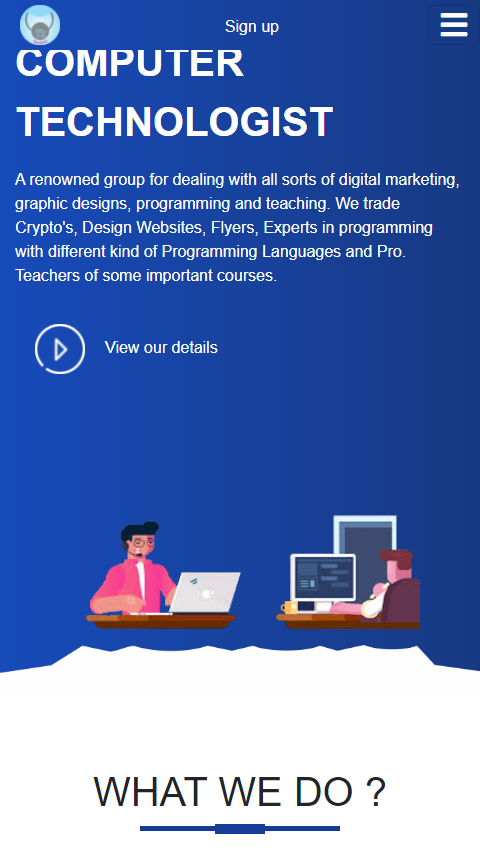 Sign up
COMPUTER
TECHNOLOGIST
A renowned group for dealing with all sorts of digital marketing,
graphic designs, programming and teaching. We trade
Crypto's, Design Websites, Flyers, Experts in programming
with different kind of Programming Languages and Pro.
Teachers of some important courses.
View our details
WHAT WE DO ?